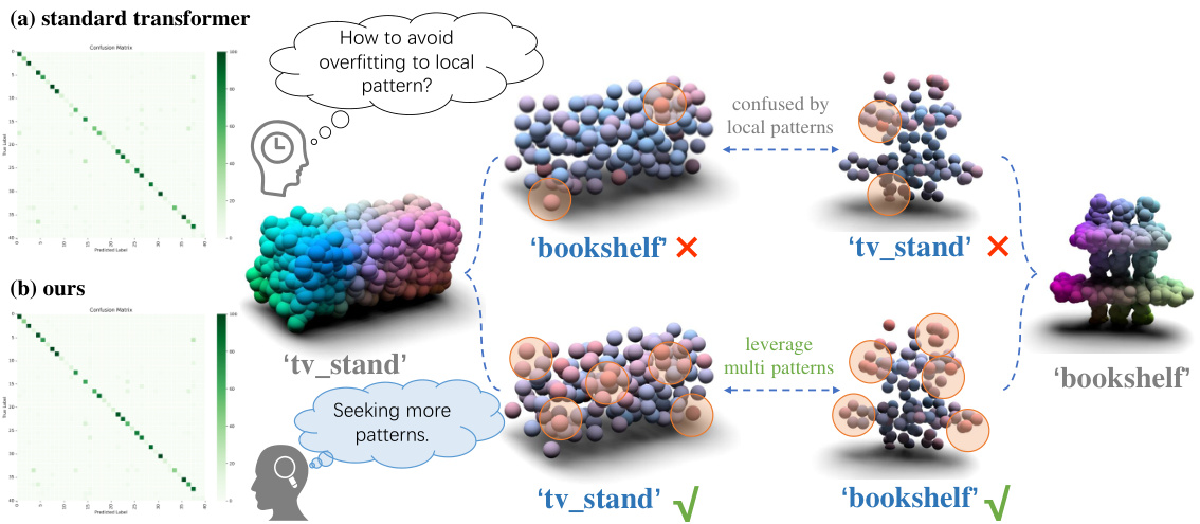 (a) standard transformer
Confusion Matrix
True Label
Predicted Label
How to avoid
overfitting to local
pattern?
confused by
local patterns
'bookshelf' ✕
'tv_stand' ✕
(b) ours
Confusion Matrix
True Label
Predicted Label
'tv_stand'
Seeking more
patterns.
leverage
multi patterns
'bookshelf'
'tv_stand' √
'bookshelf' √